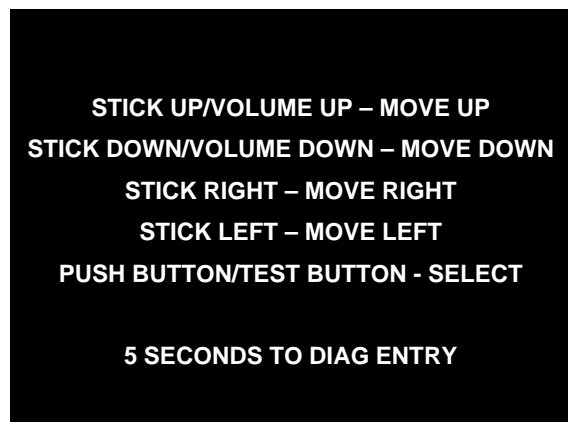 STICK UP/VOLUME UP – MOVE UP
STICK DOWN/VOLUME DOWN – MOVE DOWN
STICK RIGHT – MOVE RIGHT
STICK LEFT – MOVE LEFT
PUSH BUTTON/TEST BUTTON - SELECT
5 SECONDS TO DIAG ENTRY